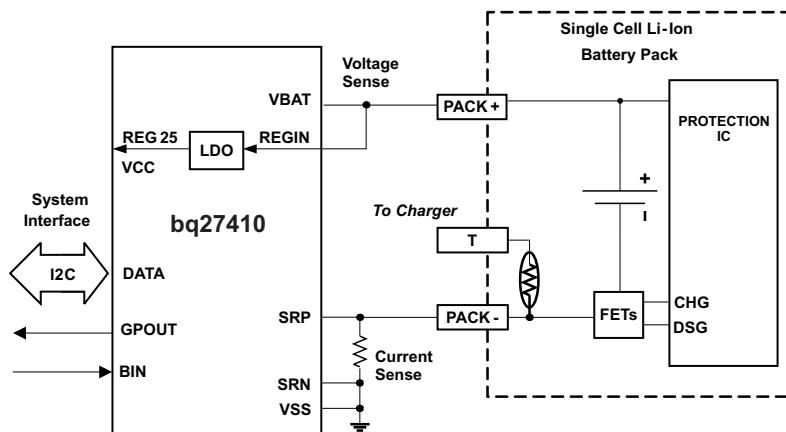 Single Cell Li-Ion
Battery Pack
Voltage
Sense
VBAT
PACK +
PROTECTION
IC
REG 25
LDO
REGIN
VCC
+
I
System
Interface
bq27410
To Charger
T
I2C
DATA
SRP
PACK -
FETs
CHG
DSG
GPOUT
Current
Sense
BIN
SRN
VSS